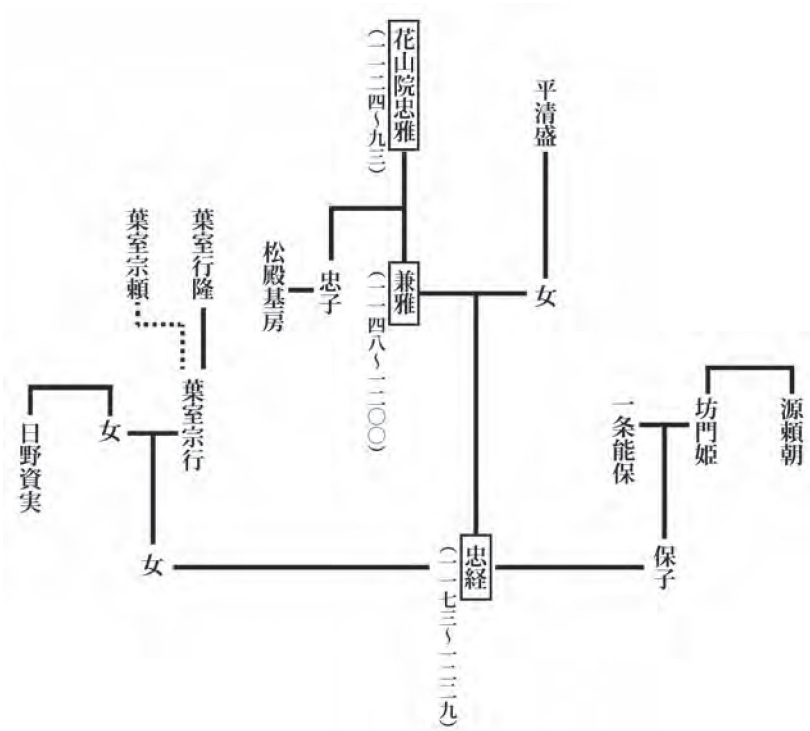 源頼朝
坊門姫
一条能保
保子
平清盛
女
花山院忠雅
（一一二四〜九三）
兼雅
（一一四八〜一二〇〇）
忠経
（一一七三〜一二二九）
忠子
松殿基房
葉室行隆
葉室宗頼
葉室宗行
女
日野資実
女